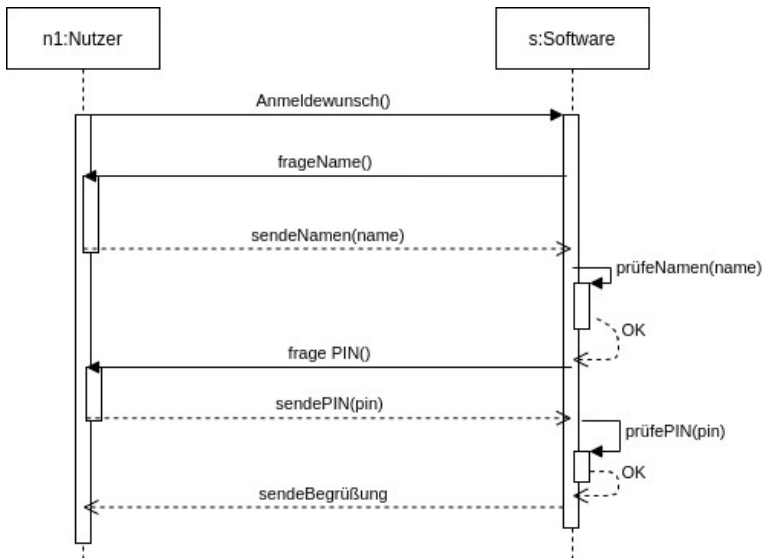 n1:Nutzer
s:Software
Anmeldewunsch()
frageName()
sendeNamen(name)
prüfeNamen(name)
OK
frage PIN()
sendePIN(pin)
prüfePIN(pin)
OK
sendeBegrüßung